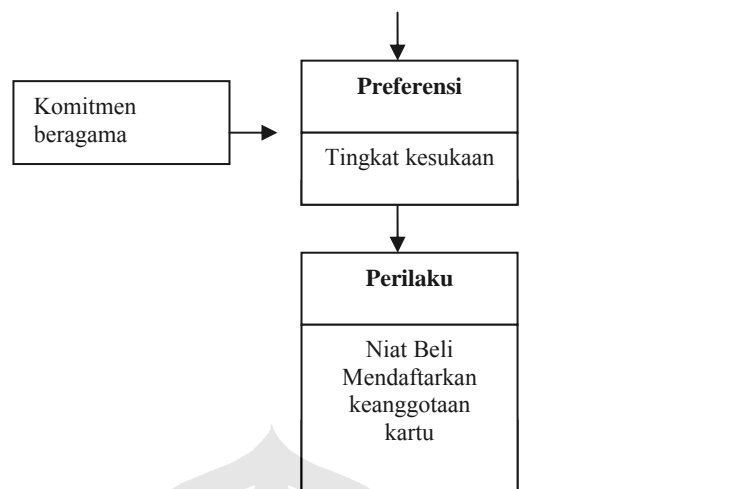 Preferensi
Komitmen
beragama
Tingkat kesukaan
Perilaku
Niat Beli
Mendaftarkan
keanggotaan
kartu